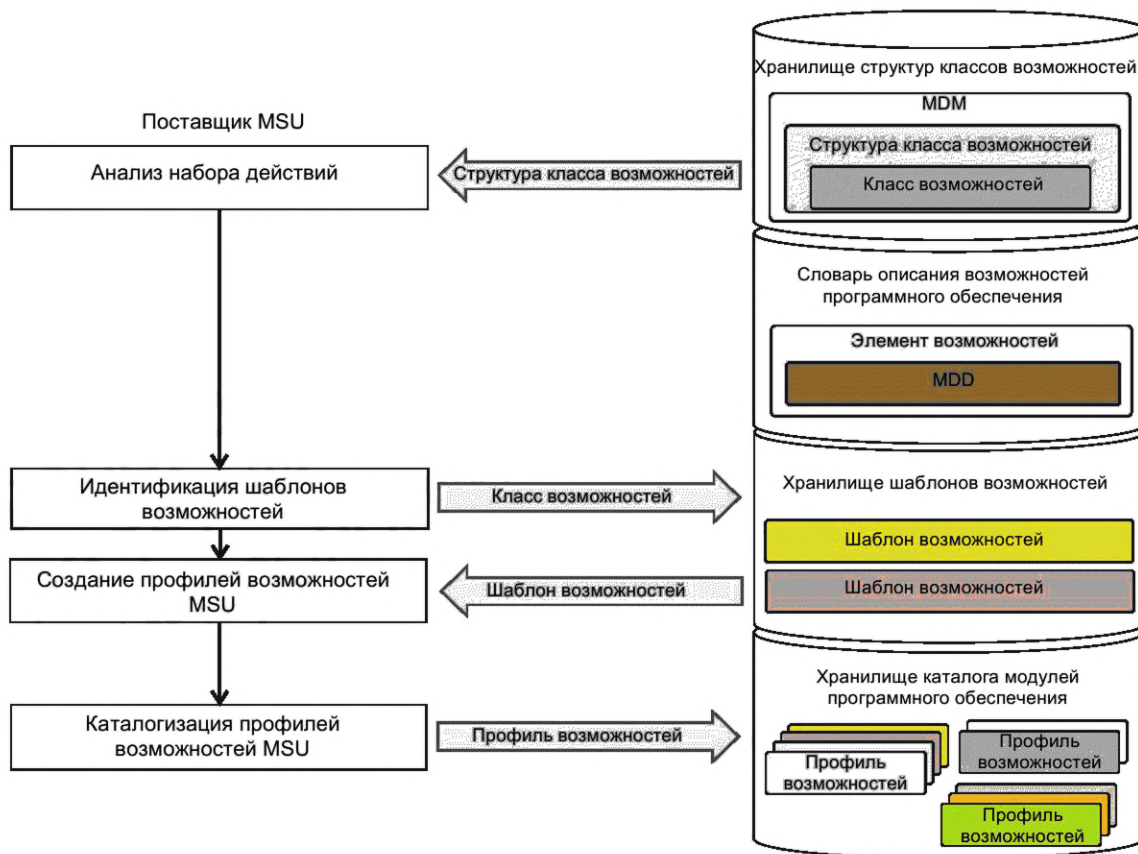 Хранилище структур классов возможностей
MDM
Поставщик MSU
Структура класса возможностей
Анализ набора действий
Структура класса возможностей
Класс возможностей
Словарь описания возможностей
программного обеспечения
Элемент возможностей
MDD
Идентификация шаблонов
возможностей
Класс возможностей
Хранилище шаблонов возможностей
Шаблон возможностей
Создание профилей возможностей
MSU
Шаблон возможностей
Шаблон возможностей
Хранилище каталога модулей
программного обеспечения
Каталогизация профилей
возможностей MSU
Профиль возможностей
Профиль
возможностей
Профиль
возможностей
Профиль
возможностей